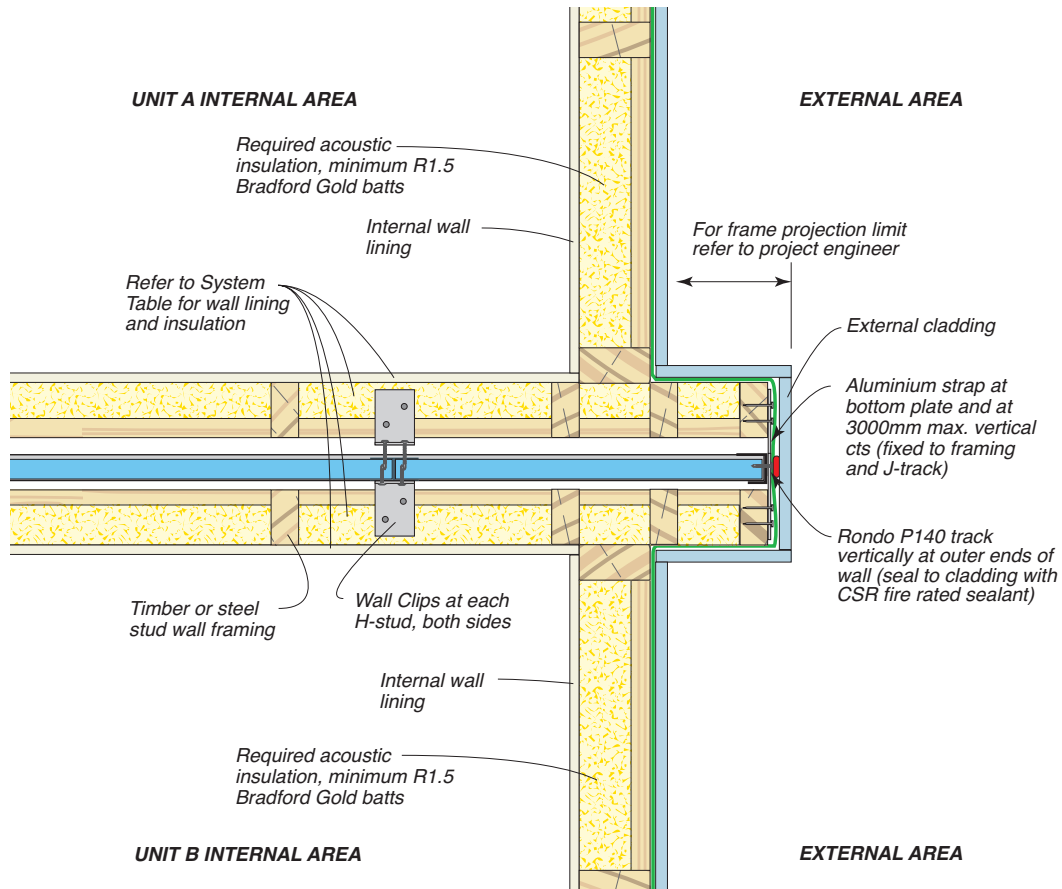 UNIT A INTERNAL AREA
EXTERNAL AREA
Required acoustic
insulation, minimum R1.5
Bradford Gold batts
Internal wall
lining
For frame projection limit
refer to project engineer
Refer to System
Table for wall lining
and insulation
External cladding
Aluminium strap at
bottom plate and at
3000mm max. vertical
cts (fixed to framing
and J-track)
Rondo P140 track
vertically at outer ends of
wall (seal to cladding with
CSR fire rated sealant)
Timber or steel
stud wall framing
Wall Clips at each
H-stud, both sides
Internal wall
lining
Required acoustic
insulation, minimum R1.5
Bradford Gold batts
UNIT B INTERNAL AREA
EXTERNAL AREA